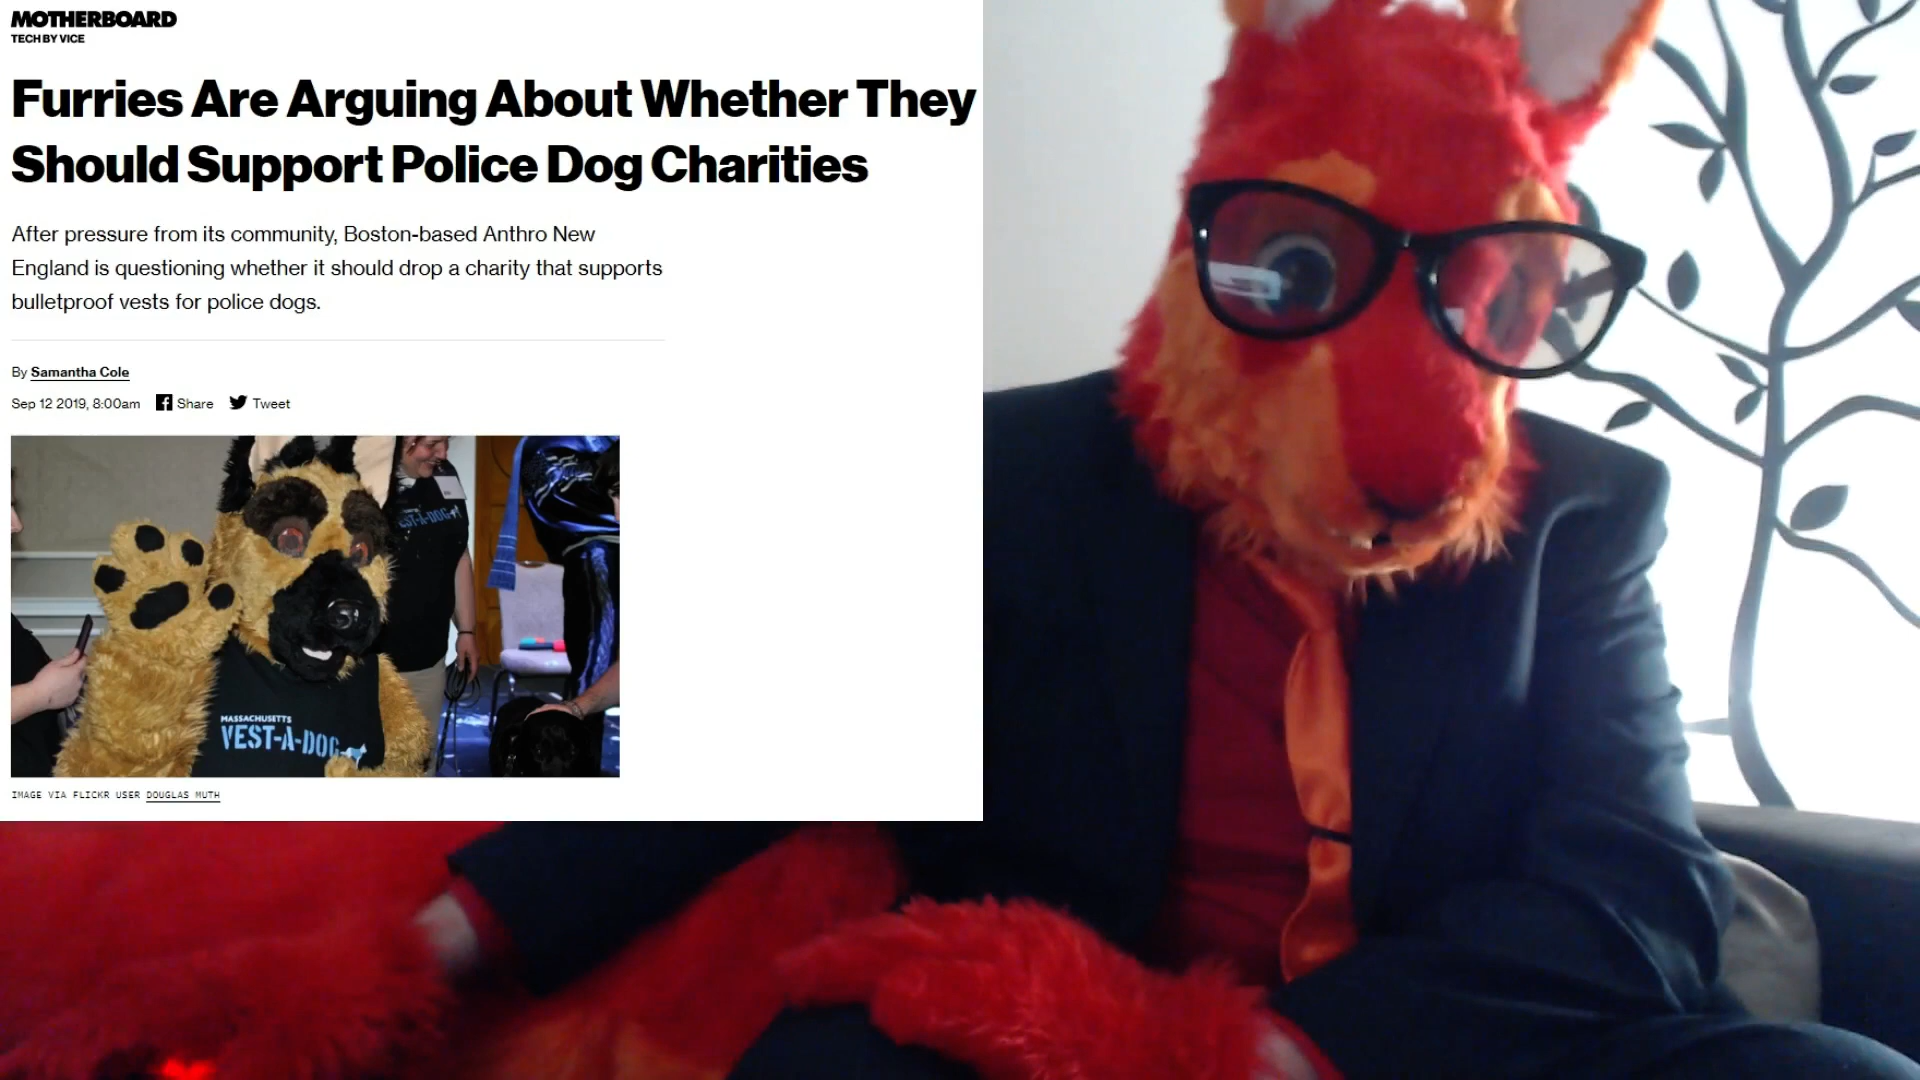 MOTHERBOARD
TECH BY VICE
Furries Are Arguing About Whether They
Should Support Police Dog Charities
After pressure from its community, Boston-based Anthro New
England is questioning whether it should drop a charity that supports
bulletproof vests for police dogs.
By Samantha Cole
Sep 12 2019, 8:00am Share Tweet
VEST-A-DOG
MASSACHUSETTS
VEST-A-DOG
IMAGE VIA FLICKR USER DOUGLAS MUTH